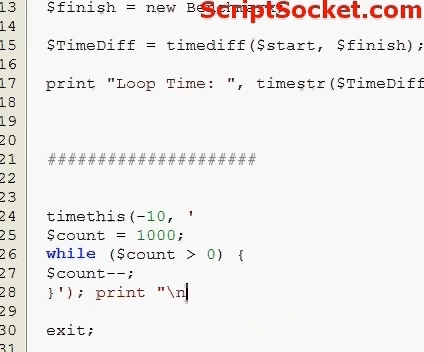 ScriptSocket.com
13 $finish = new
15 $TimeDiff = timediff($start, $finish);
17 print "Loop Time: ", timestr($TimeDiff
18
19
20
21 #####################
22
23
24 timethis(-10, '
25 $count = 1000;
26 while ($count > 0) {
27 $count--;
28 }'); print "\n
29
30 exit;
31